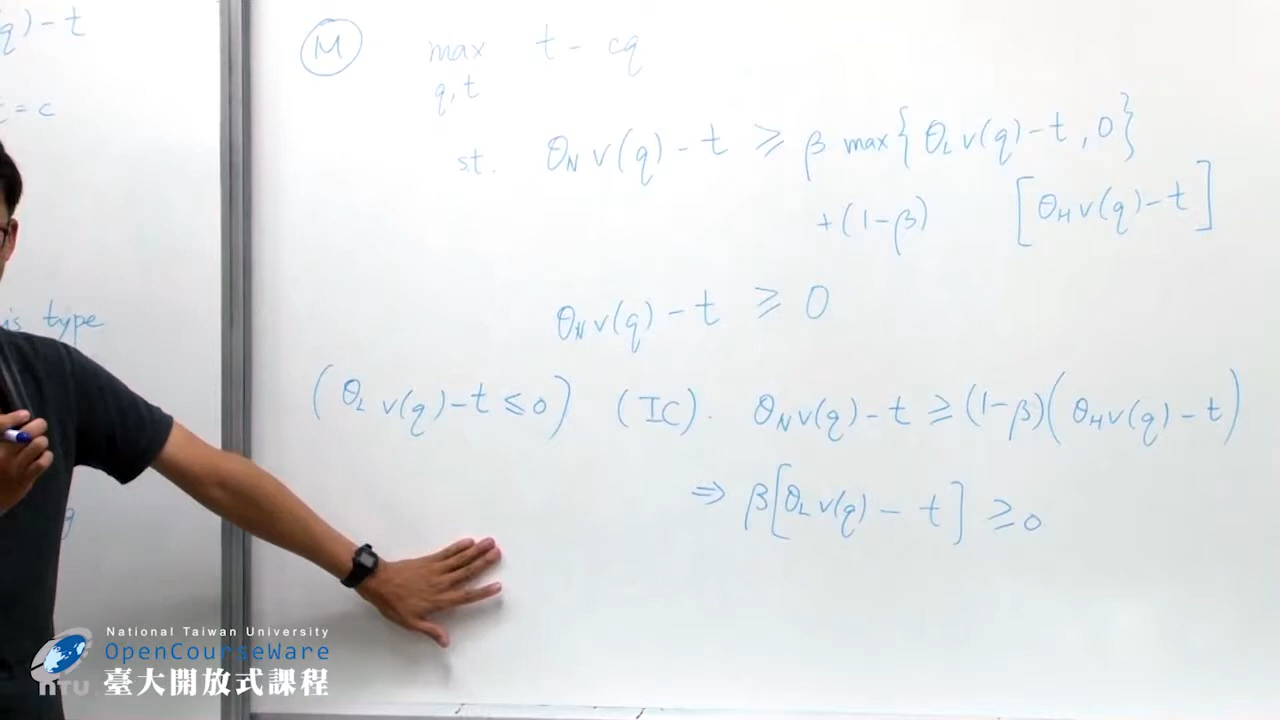 q) - t
= c
is type
g
M
max t - cq
q, t
s.t. θ_N v(q) - t ≥ β max{ θ_L v(q) - t , 0 }
+ (1-β) [ θ_H v(q) - t ]
θ_N v(q) - t ≥ 0
( θ_L v(q) - t ≤ 0 ) (IC). θ_N v(q) - t ≥ (1-β)( θ_H v(q) - t )
⇒ β[ θ_L v(q) - t ] ≥ 0
National Taiwan University
OpenCourseWare
NTU 臺大開放式課程